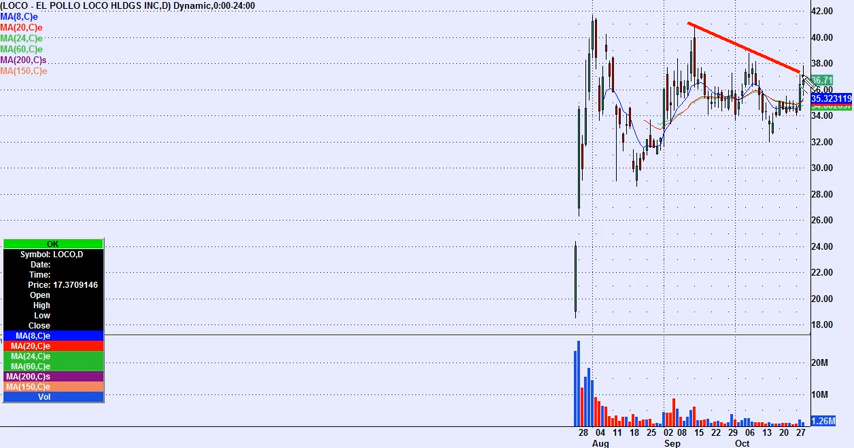 (LOCO - EL POLLO LOCO HLDGS INC,D) Dynamic,0:00-24:00
MA(8,C)e
MA(20,C)e
MA(24,C)e
MA(60,C)e
MA(200,C)s
MA(150,C)e
42.00
40.00
38.00
36.71
36.00
35.323119
34.00
32.00
30.00
28.00
26.00
24.00
22.00
20.00
18.00
OK
Symbol: LOCO,D
Date:
Time:
Price: 17.3709146
Open
High
Low
Close
MA(8,C)e
MA(20,C)e
MA(24,C)e
MA(60,C)e
MA(200,C)s
MA(150,C)e
Vol
20M
10M
1.26M
28 04 11 18 25 02 08 15 22 29 06 13 20 27
Aug Sep Oct